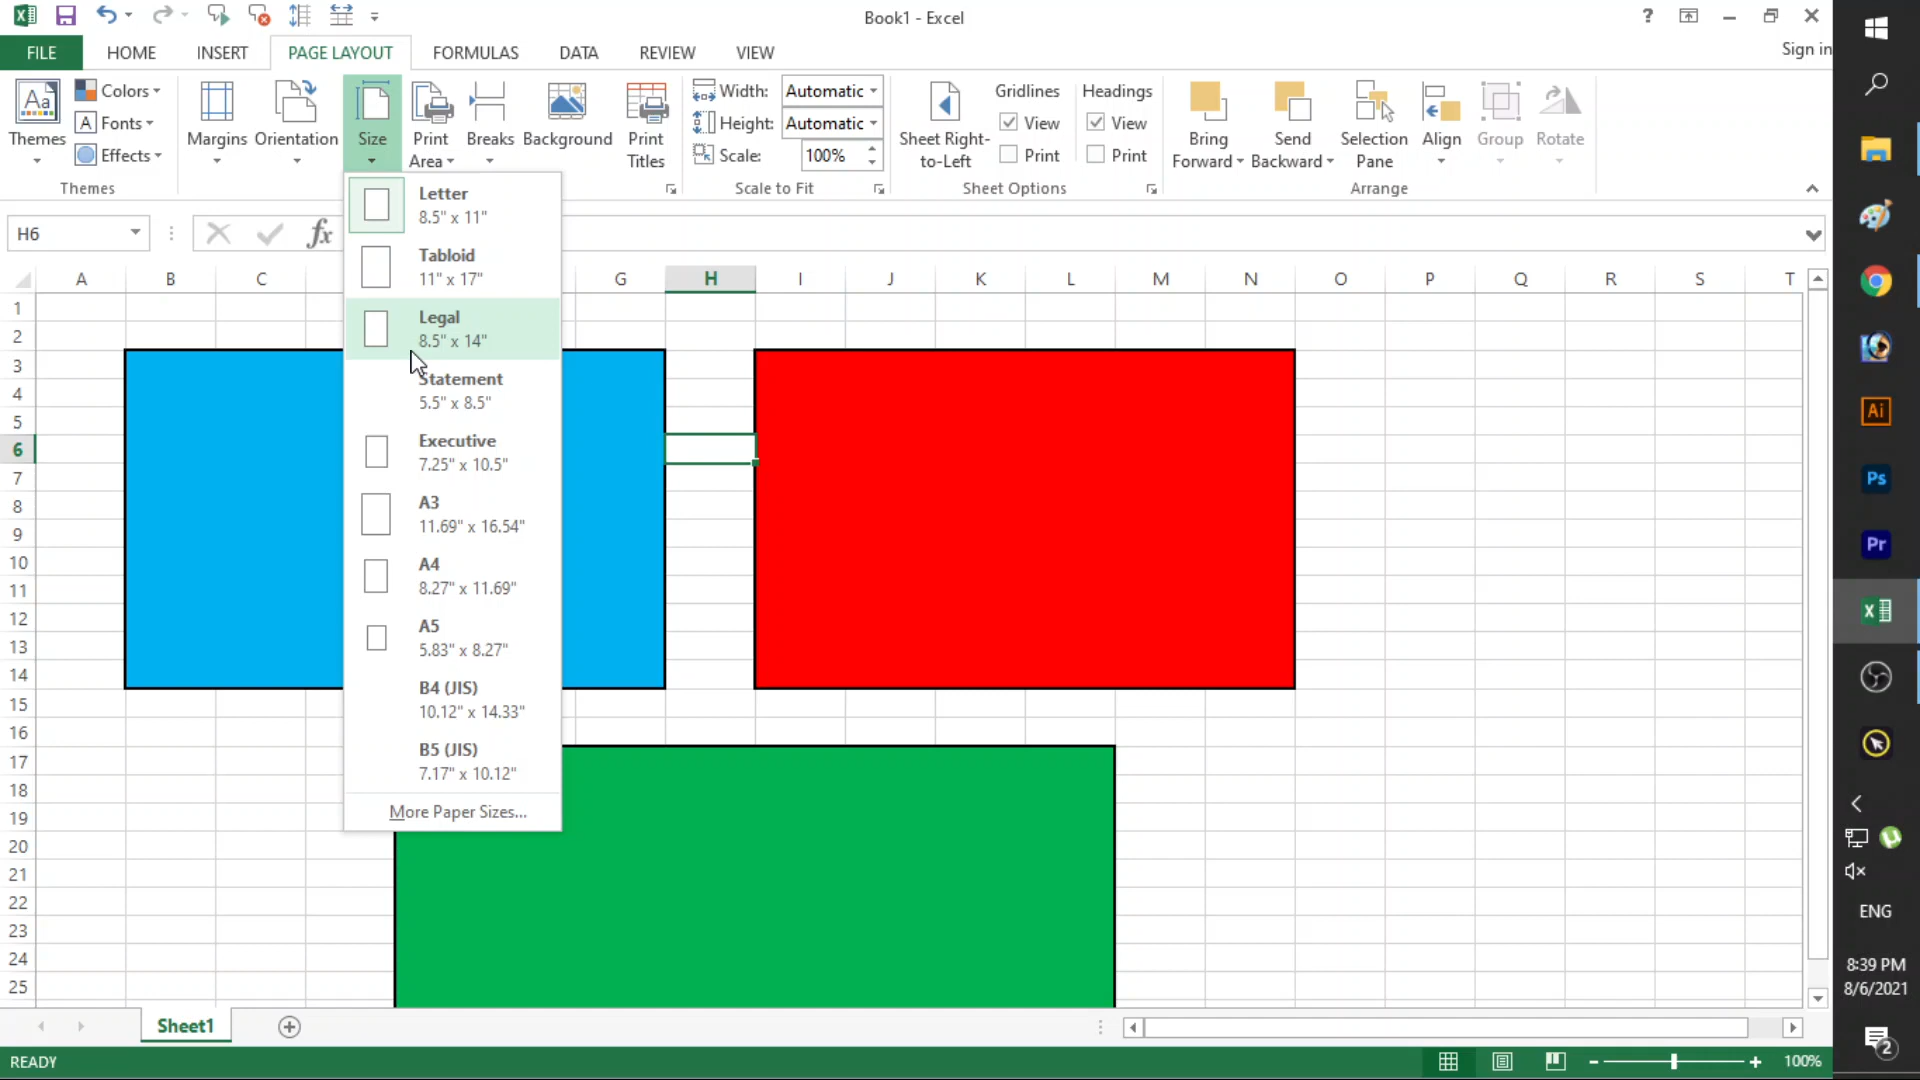 Book1 - Excel
?
Sign in
FILE HOME INSERT PAGE LAYOUT FORMULAS DATA REVIEW VIEW
Aa
Themes
Colors
A Fonts
Effects
Themes
Margins
Orientation
Size
Print
Area
Breaks
Background
Print
Titles
Width: Automatic
Height: Automatic
Scale: 100%
Scale to Fit
Sheet Right-
to-Left
Gridlines
View
Print
Headings
View
Print
Sheet Options
Bring
Forward
Send
Backward
Selection
Pane
Align
Group
Rotate
Arrange
H6
fx
Letter
8.5" x 11"
Tabloid
11" x 17"
Legal
8.5" x 14"
Statement
5.5" x 8.5"
Executive
7.25" x 10.5"
A3
11.69" x 16.54"
A4
8.27" x 11.69"
A5
5.83" x 8.27"
B4 (JIS)
10.12" x 14.33"
B5 (JIS)
7.17" x 10.12"
More Paper Sizes...
A B C G H I J K L M N O P Q R S T
1
2
3
4
5
6
7
8
9
10
11
12
13
14
15
16
17
18
19
20
21
22
23
24
25
Sheet1
READY
100%
Ai
Ps
Pr
ENG
8:39 PM
8/6/2021
2